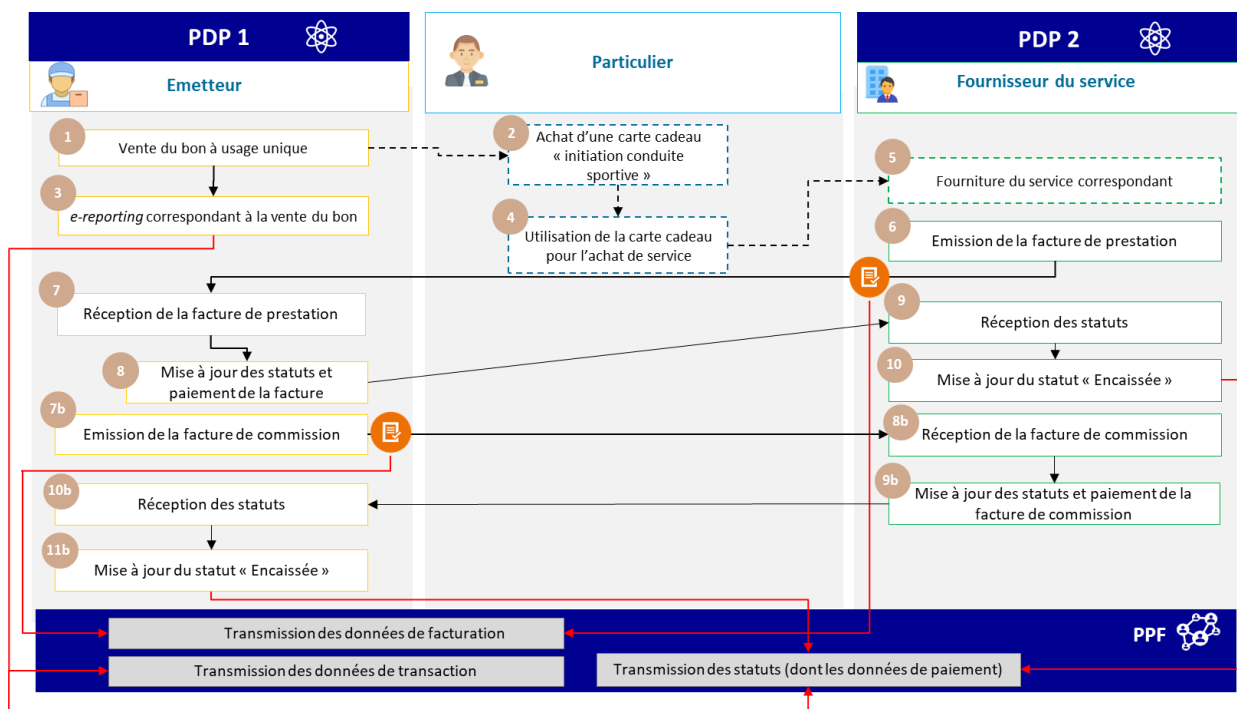 PDP 1
Emetteur
Particulier
PDP 2
Fournisseur du service
1
Vente du bon à usage unique
2
Achat d’une carte cadeau
« initiation conduite
sportive »
3
e-reporting correspondant à la vente du bon
4
Utilisation de la carte cadeau
pour l’achat de service
5
Fourniture du service correspondant
6
Emission de la facture de prestation
7
Réception de la facture de prestation
8
Mise à jour des statuts et
paiement de la facture
9
Réception des statuts
10
Mise à jour du statut « Encaissée »
7b
Emission de la facture de commission
8b
Réception de la facture de commission
9b
Mise à jour des statuts et paiement de la
facture de commission
10b
Réception des statuts
11b
Mise à jour du statut « Encaissée »
PPF
Transmission des données de facturation
Transmission des données de transaction
Transmission des statuts (dont les données de paiement)